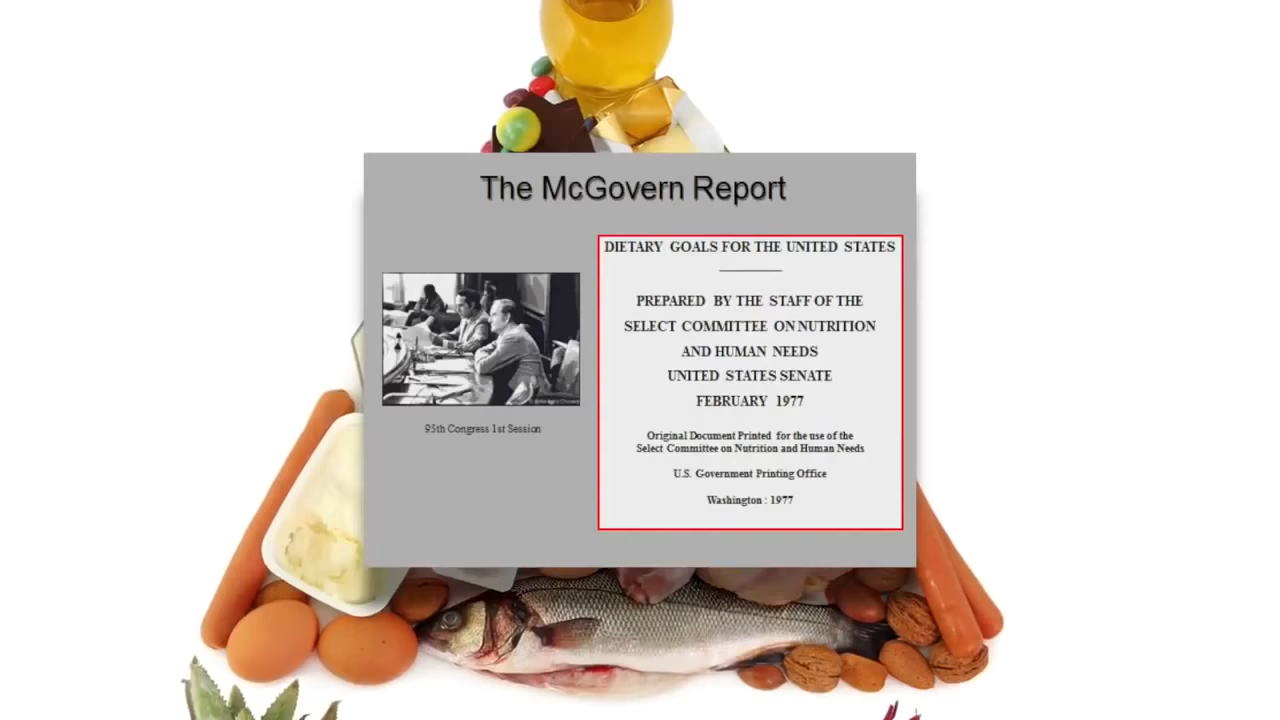 The McGovern Report
DIETARY GOALS FOR THE UNITED STATES
PREPARED BY THE STAFF OF THE
SELECT COMMITTEE ON NUTRITION
AND HUMAN NEEDS
UNITED STATES SENATE
FEBRUARY 1977
Original Document Printed for the use of the
Select Committee on Nutrition and Human Needs
U.S. Government Printing Office
Washington : 1977
95th Congress 1st Session